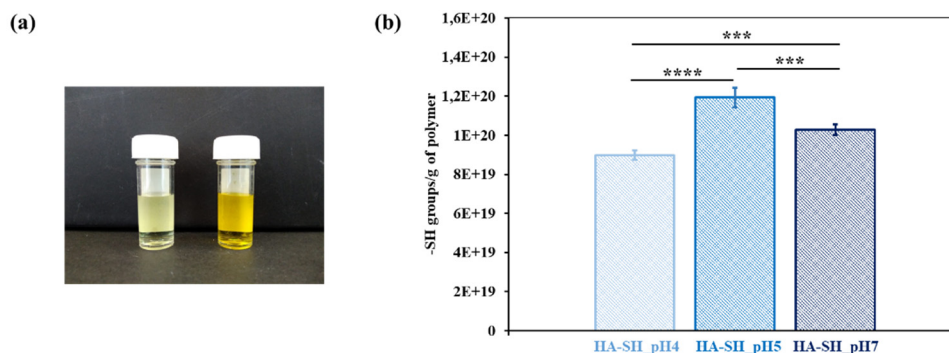 (a)
(b)
-SH groups/g of polymer
1,6E+20
1,4E+20
1,2E+20
1E+20
8E+19
6E+19
4E+19
2E+19
0
***
****
***
HA-SH_pH4
HA-SH_pH5
HA-SH_pH7